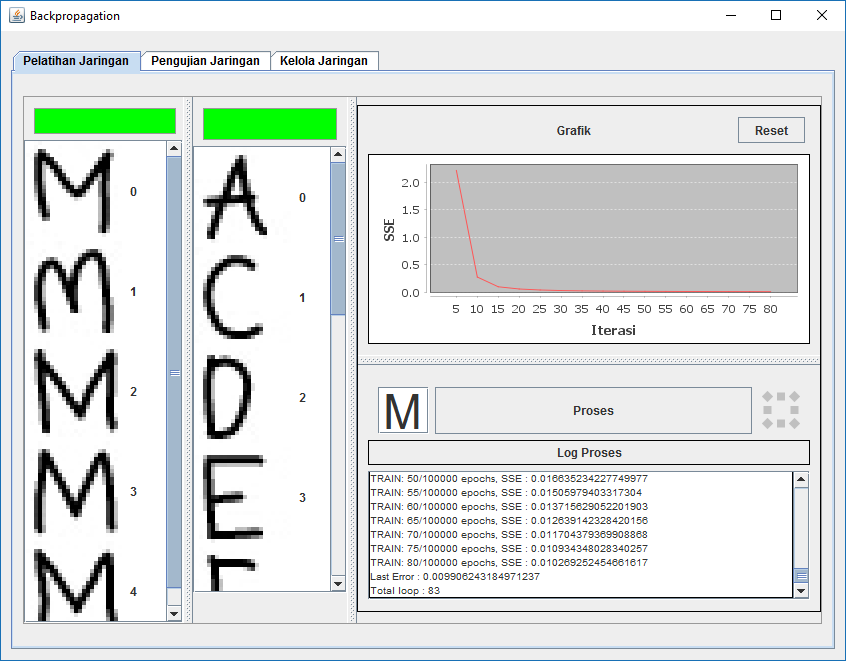 Backpropagation
Pelatihan Jaringan
Pengujian Jaringan
Kelola Jaringan
M 0
M 1
M 2
M 3
M 4
A 0
C 1
D 2
E 3
Grafik
Reset
SSE
2.0
1.5
1.0
0.5
0.0
5 10 15 20 25 30 35 40 45 50 55 60 65 70 75 80
Iterasi
M
Proses
Log Proses
TRAIN: 50/100000 epochs, SSE : 0.016635234227749977
TRAIN: 55/100000 epochs, SSE : 0.01505979403317304
TRAIN: 60/100000 epochs, SSE : 0.013715629052201903
TRAIN: 65/100000 epochs, SSE : 0.012639142328420156
TRAIN: 70/100000 epochs, SSE : 0.011704379369908868
TRAIN: 75/100000 epochs, SSE : 0.010934348028340257
TRAIN: 80/100000 epochs, SSE : 0.010269252454661617
Last Error : 0.009906243184971237
Total loop : 83